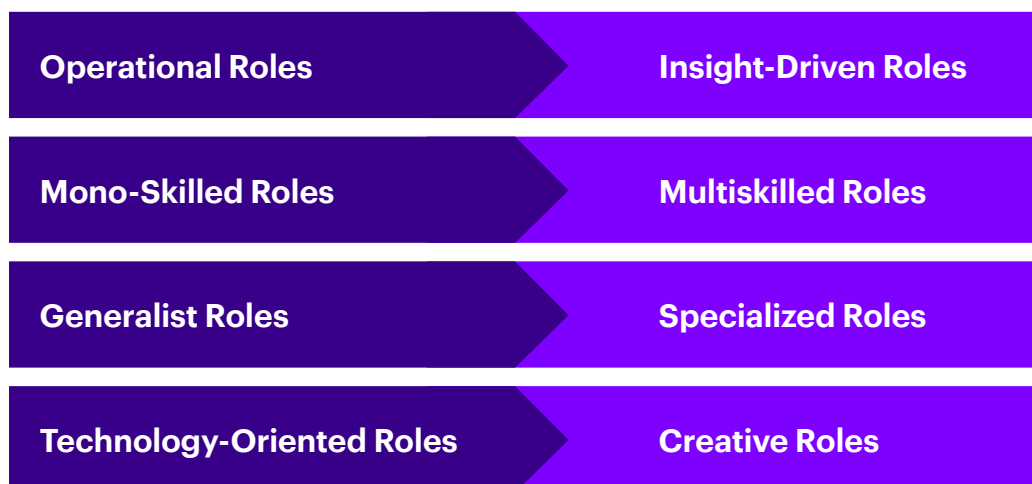 Operational Roles
Insight-Driven Roles
Mono-Skilled Roles
Multiskilled Roles
Generalist Roles
Specialized Roles
Technology-Oriented Roles
Creative Roles